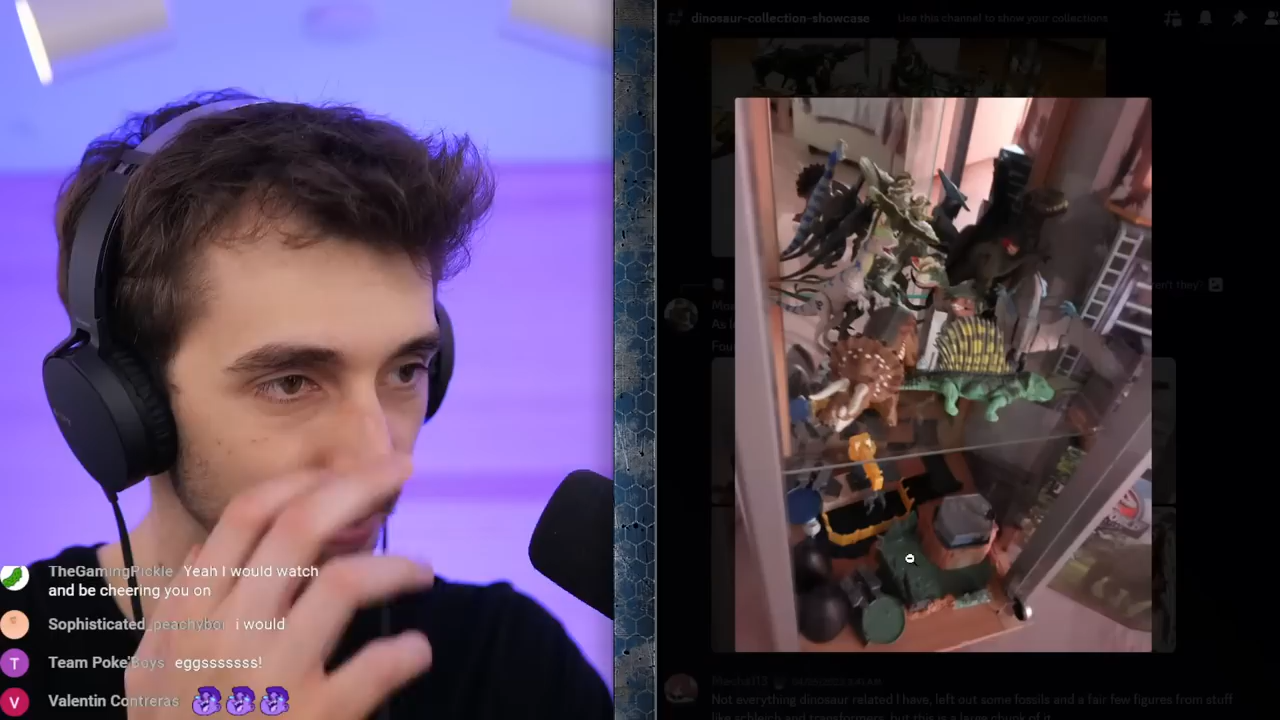 dinosaur-collection-showcase
Use this channel to show your collections
TheGamingPickle Yeah I would watch
and be cheering you on
Sophisticated_peachyboi i would
Team Poke'Boys eggsssssss!
Valentin Contreras
Not everything dinosaur related I have, left out some fossils and a fair few figures from stuff
like schleich and transformers, but this is a large chunk of it